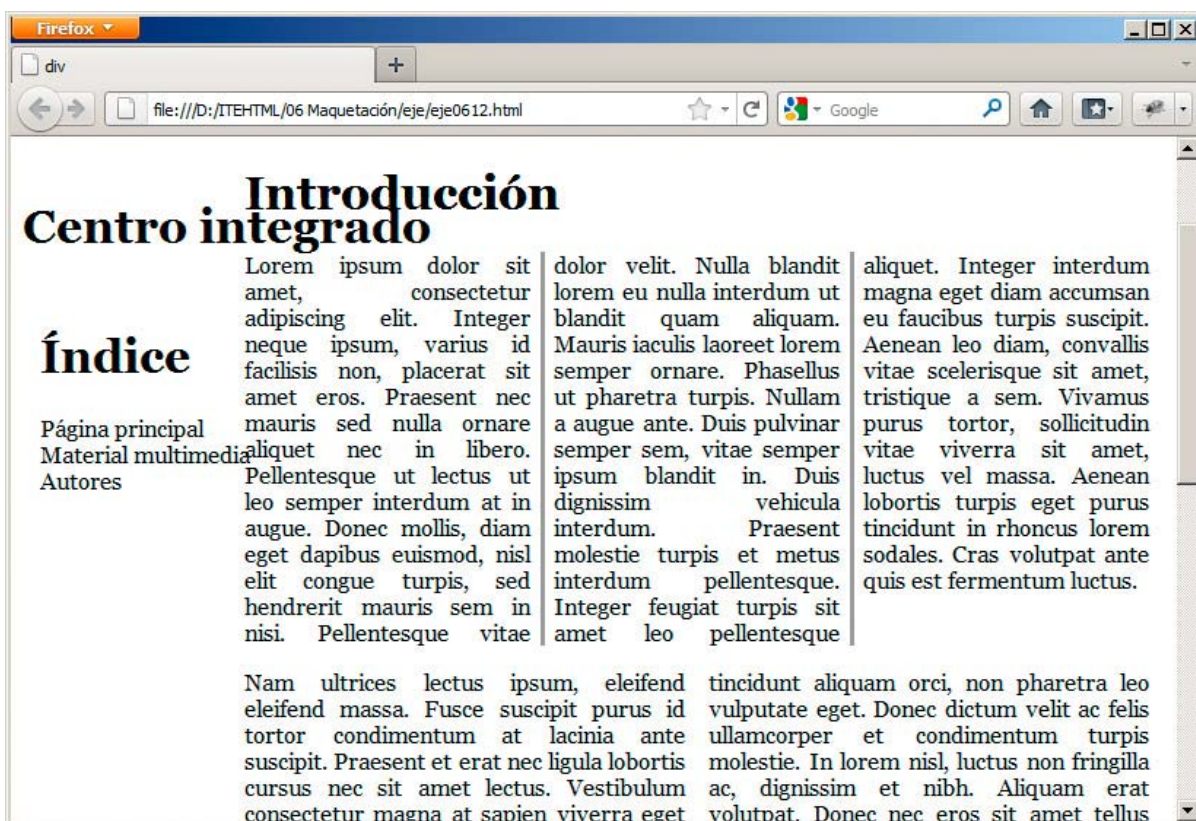 Firefox
div
file:///D:/ITEHTML/06 Maquetación/eje/eje0612.html
Google
Introducción
Centro integrado
Índice
Página principal
Material multimedia
Autores
Lorem ipsum dolor sit
amet, consectetur
adipiscing elit. Integer
neque ipsum, varius id
facilisis non, placerat sit
amet eros. Praesent nec
mauris sed nulla ornare
aliquet nec in libero.
Pellentesque ut lectus ut
leo semper interdum at in
augue. Donec mollis, diam
eget dapibus euismod, nisl
elit congue turpis, sed
hendrerit mauris sem in
nisi. Pellentesque vitae
dolor velit. Nulla blandit
lorem eu nulla interdum ut
blandit quam aliquam.
Mauris iaculis laoreet lorem
semper ornare. Phasellus
ut pharetra turpis. Nullam
a augue ante. Duis pulvinar
semper sem, vitae semper
ipsum blandit in. Duis
dignissim vehicula
interdum. Praesent
molestie turpis et metus
interdum pellentesque.
Integer feugiat turpis sit
amet leo pellentesque
aliquet. Integer interdum
magna eget diam accumsan
eu faucibus turpis suscipit.
Aenean leo diam, convallis
vitae scelerisque sit amet,
tristique a sem. Vivamus
purus tortor, sollicitudin
vitae viverra sit amet,
luctus vel massa. Aenean
lobortis turpis eget purus
tincidunt in rhoncus lorem
sodales. Cras volutpat ante
quis est fermentum luctus.
Nam ultrices lectus ipsum, eleifend
eleifend massa. Fusce suscipit purus id
tortor condimentum at lacinia ante
suscipit. Praesent et erat nec ligula lobortis
cursus nec sit amet lectus. Vestibulum
consectetur magna at sapien viverra eget
tincidunt aliquam orci, non pharetra leo
vulputate eget. Donec dictum velit ac felis
ullamcorper et condimentum turpis
molestie. In lorem nisl, luctus non fringilla
ac, dignissim et nibh. Aliquam erat
volutpat. Donec nec eros sit amet tellus